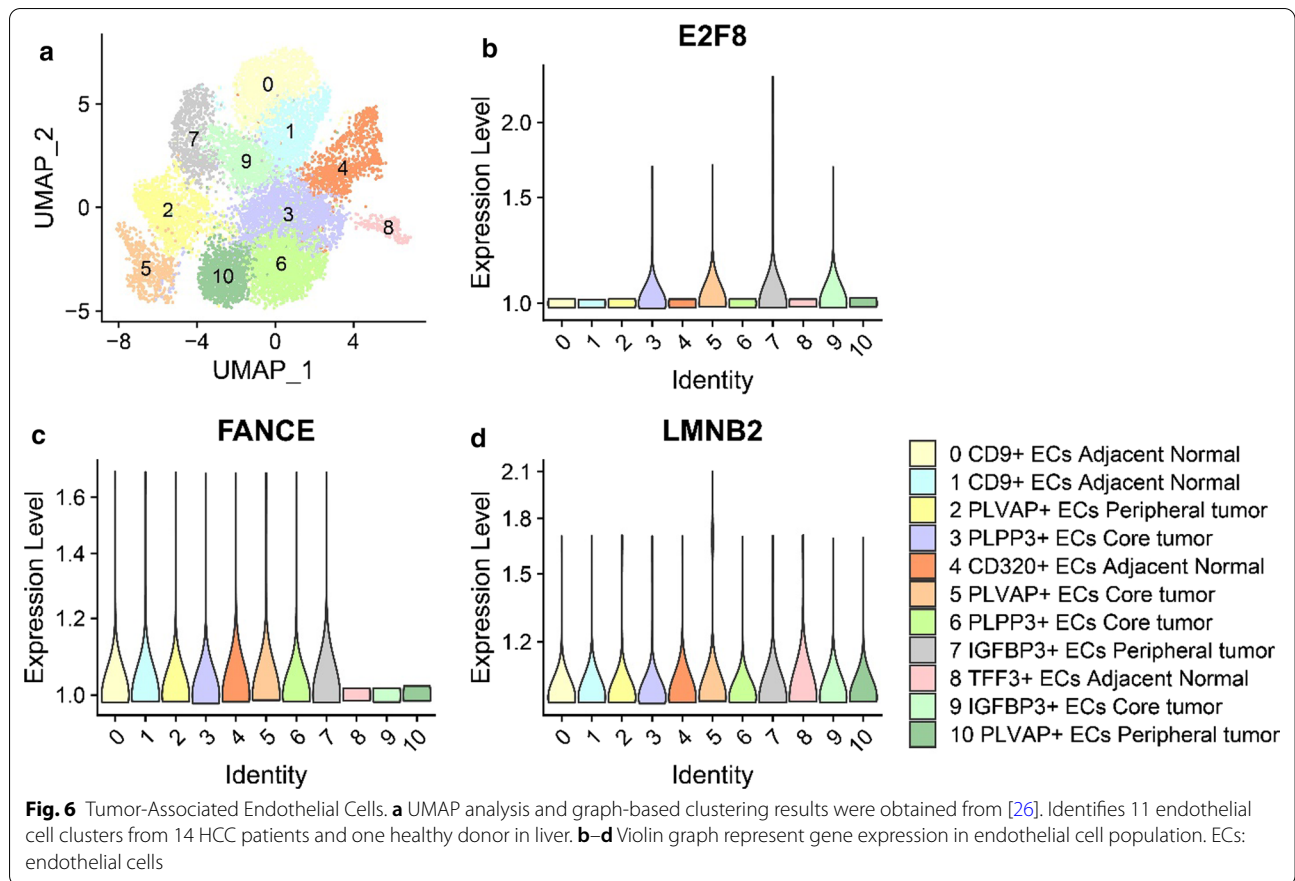 a
UMAP_2
5
0
−5
0
1
7
9
4
2
3
8
5
10
6
−8 −4 0 4
UMAP_1
b
E2F8
Expression Level
2.0
1.5
1.0
0 1 2 3 4 5 6 7 8 9 10
Identity
c
FANCE
Expression Level
1.6
1.4
1.2
1.0
0 1 2 3 4 5 6 7 8 9 10
Identity
d
LMNB2
Expression Level
2.1
1.8
1.5
1.2
0 1 2 3 4 5 6 7 8 9 10
Identity
0 CD9+ ECs Adjacent Normal
1 CD9+ ECs Adjacent Normal
2 PLVAP+ ECs Peripheral tumor
3 PLPP3+ ECs Core tumor
4 CD320+ ECs Adjacent Normal
5 PLVAP+ ECs Core tumor
6 PLPP3+ ECs Core tumor
7 IGFBP3+ ECs Peripheral tumor
8 TFF3+ ECs Adjacent Normal
9 IGFBP3+ ECs Core tumor
10 PLVAP+ ECs Peripheral tumor
Fig. 6 Tumor-Associated Endothelial Cells. a UMAP analysis and graph-based clustering results were obtained from [26]. Identifies 11 endothelial
cell clusters from 14 HCC patients and one healthy donor in liver. b–d Violin graph represent gene expression in endothelial cell population. ECs:
endothelial cells